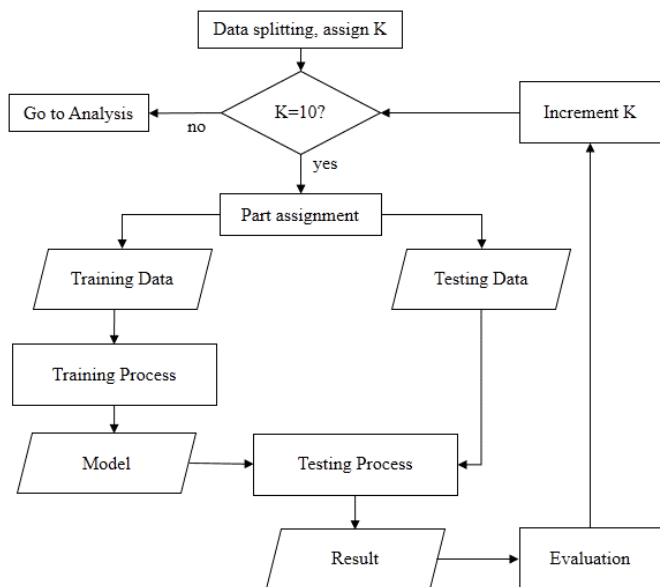 Data splitting, assign K
Go to Analysis
no
K=10?
Increment K
yes
Part assignment
Training Data
Testing Data
Training Process
Model
Testing Process
Result
Evaluation